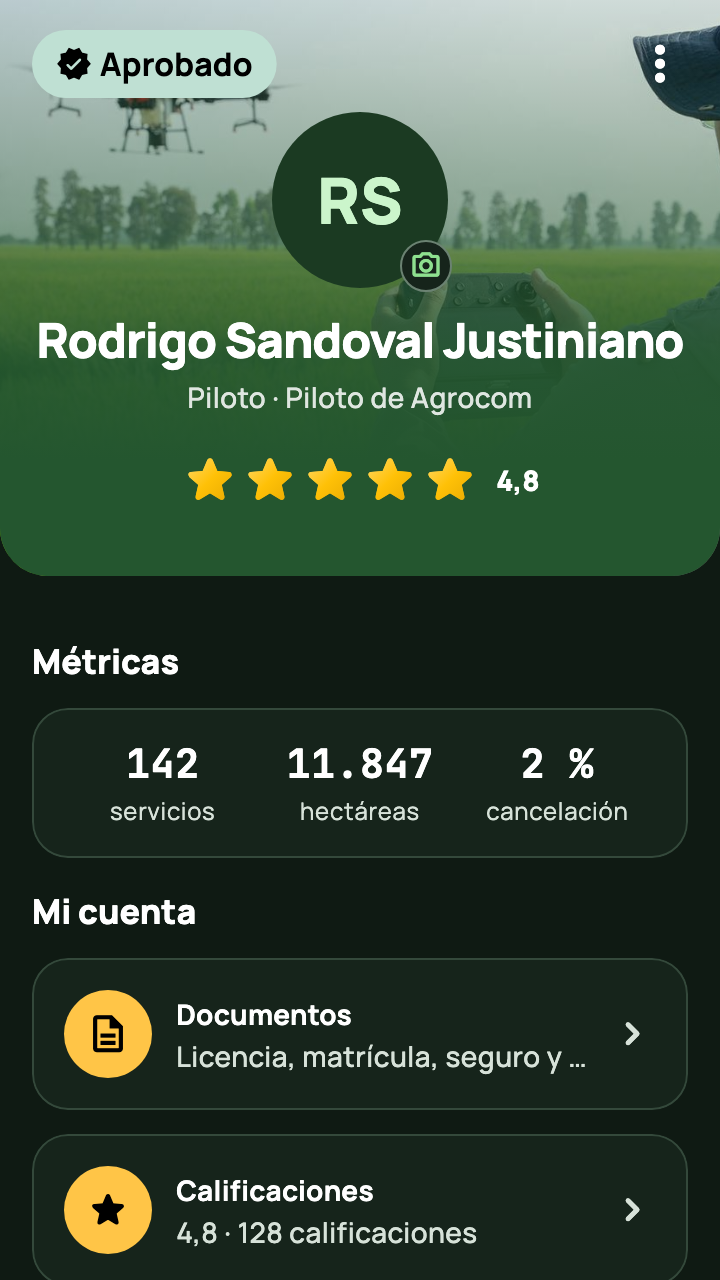 Aprobado
RS
Rodrigo Sandoval Justiniano
Piloto · Piloto de Agrocom
4,8
Métricas
142 11.847 2 %
servicios hectáreas cancelación
Mi cuenta
Documentos
Licencia, matrícula, seguro y ...
Calificaciones
4,8 · 128 calificaciones